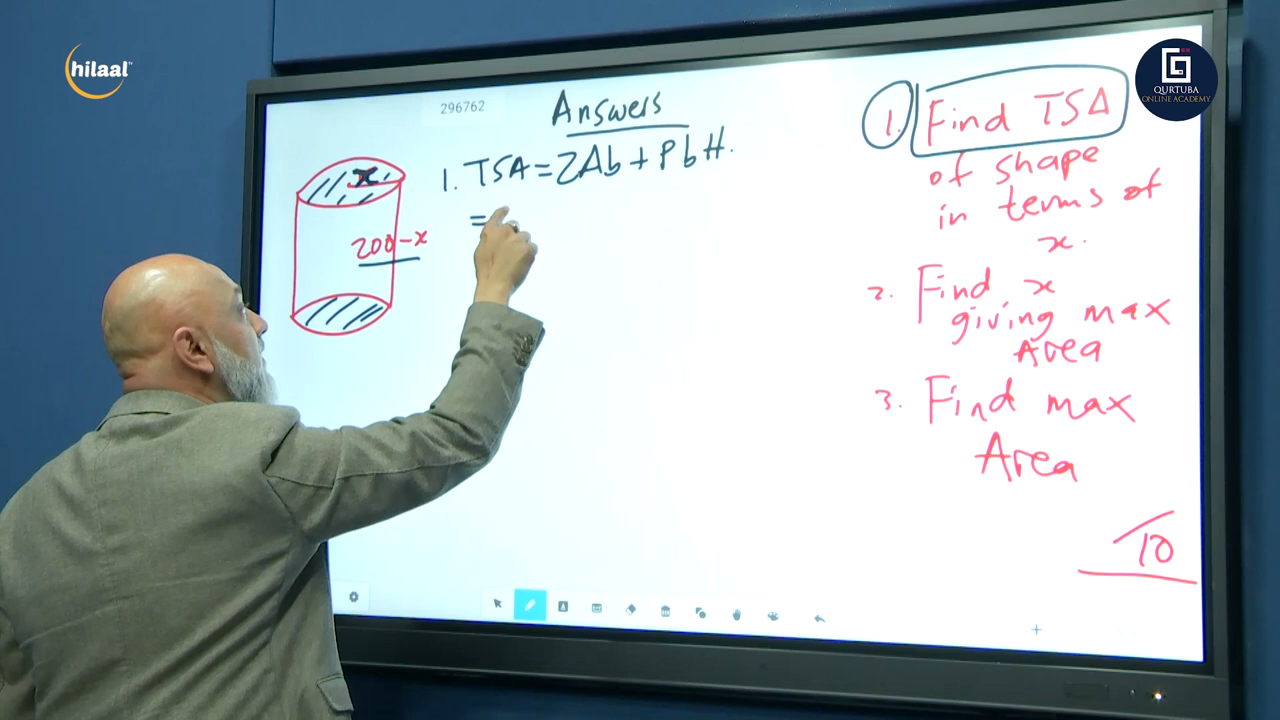 hilaal
QURTUBA
ONLINE ACADEMY
296762
Answers
1. TSA = 2Ab + PbH.
=
x
200-x
1. Find TSA
of shape
in terms of
x.
2. Find x
giving max
Area
3. Find max
Area
10